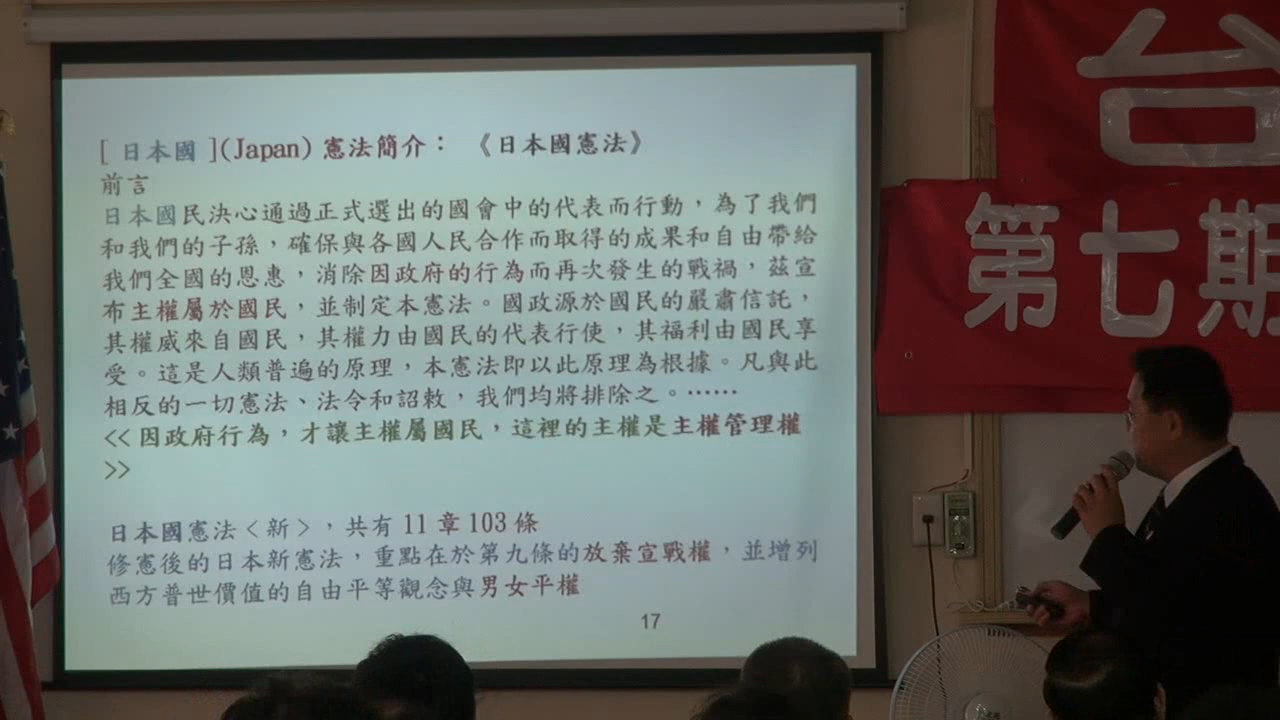 [ 日本國 ](Japan) 憲法簡介： 《日本國憲法》
前言
日本國民決心通過正式選出的國會中的代表而行動，為了我們
和我們的子孫，確保與各國人民合作而取得的成果和自由帶給
我們全國的恩惠，消除因政府的行為而再次發生的戰禍，茲宣
布主權屬於國民，並制定本憲法。國政源於國民的嚴肅信託，
其權威來自國民，其權力由國民的代表行使，其福利由國民享
受。這是人類普遍的原理，本憲法即以此原理為根據。凡與此
相反的一切憲法、法令和詔敕，我們均將排除之。⋯⋯
<< 因政府行為，才讓主權屬國民，這裡的主權是主權管理權
>>
日本國憲法＜新＞，共有 11 章 103 條
修憲後的日本新憲法，重點在於第九條的放棄宣戰權，並增列
西方普世價值的自由平等觀念與男女平權
17
台
第七期